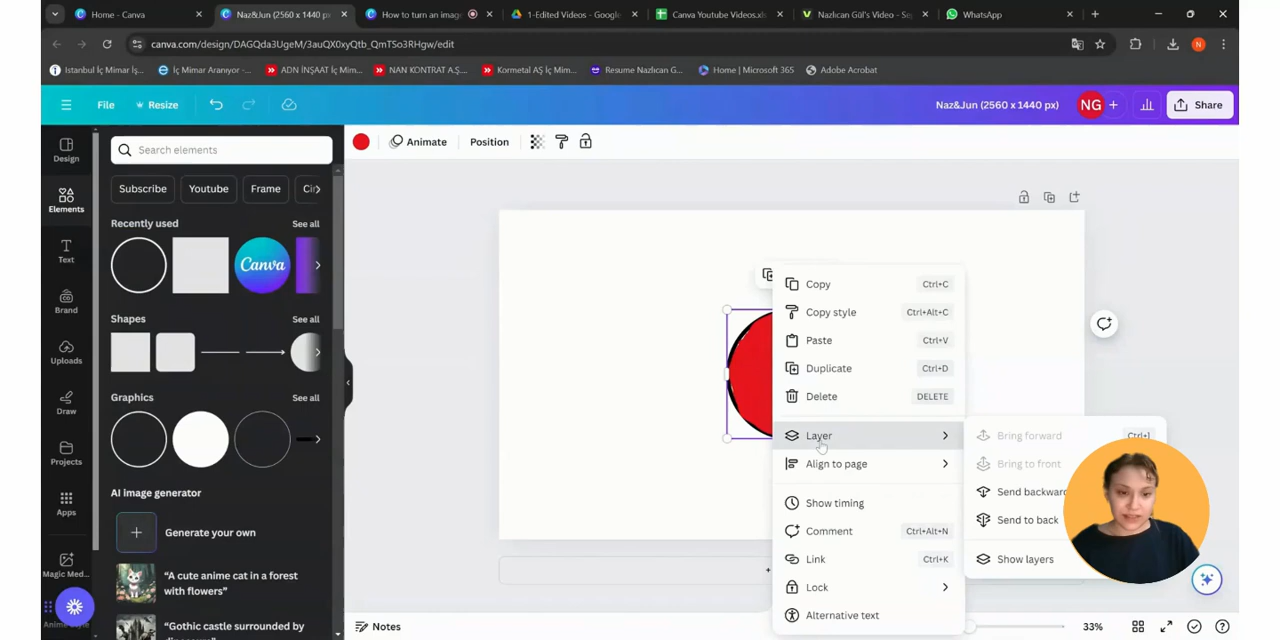 Home - Canva
Naz&Jun (2560 x 1440 px)
How to turn an image
1-Edited Videos - Google
Canva Youtube Videos.xls
Nazlıcan Gül's Video - Sep
WhatsApp
canva.com/design/DAGQda3UgeM/3auQX0xyQtb_QmTSo3RHgw/edit
N
Istanbul İç Mimar İş...
İç Mimar Aranıyor -...
ADN İNŞAAT İç Mim...
NAN KONTRAT A.Ş...
Kormetal AŞ İç Mim...
Resume Nazlıcan G...
Home | Microsoft 365
Adobe Acrobat
File
Resize
Naz&Jun (2560 x 1440 px)
NG
Share
Design
Elements
Text
Brand
Uploads
Draw
Projects
Apps
Magic Med...
Search elements
Subscribe
Youtube
Frame
Recently used
See all
Canva
Shapes
See all
Graphics
See all
AI image generator
Generate your own
“A cute anime cat in a forest
with flowers”
“Gothic castle surrounded by
Animate
Position
Copy
Ctrl+C
Copy style
Ctrl+Alt+C
Paste
Ctrl+V
Duplicate
Ctrl+D
Delete
DELETE
Layer
Align to page
Show timing
Comment
Ctrl+Alt+N
Link
Ctrl+K
Lock
Alternative text
Bring forward
Ctrl+]
Bring to front
Send backward
Send to back
Show layers
Notes
33%